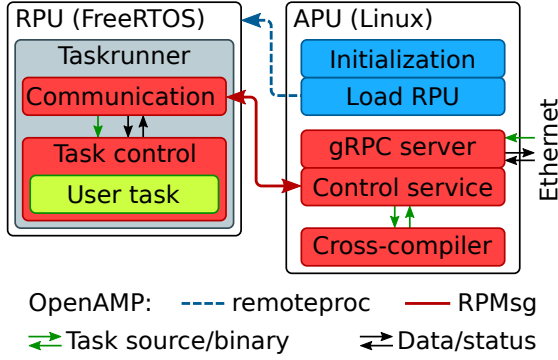 RPU (FreeRTOS)
Taskrunner
Communication
Task control
User task
APU (Linux)
Initialization
Load RPU
gRPC server
Control service
Cross-compiler
Ethernet
OpenAMP: remoteproc RPMsg
Task source/binary Data/status